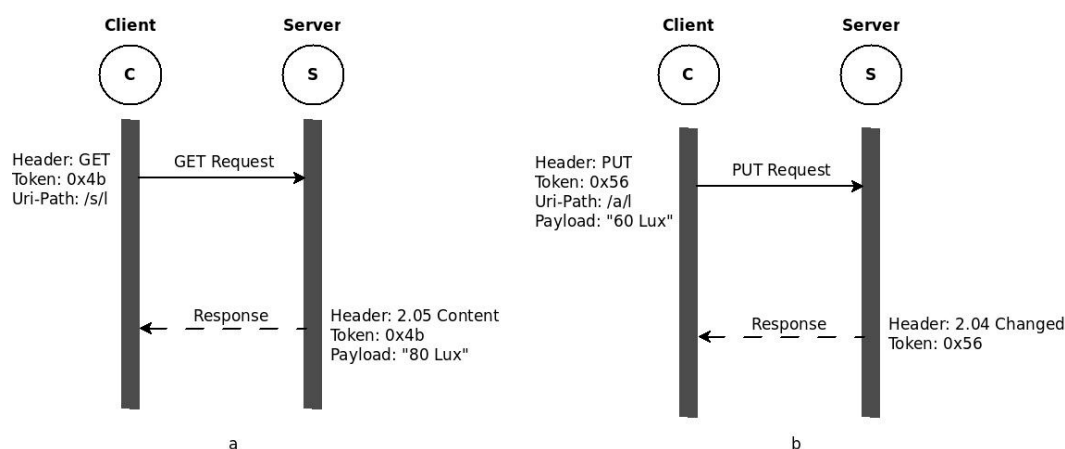 Client
Server
C
S
Header: GET
Token: 0x4b
Uri-Path: /s/l
GET Request
Response
Header: 2.05 Content
Token: 0x4b
Payload: "80 Lux"
a
Client
Server
C
S
Header: PUT
Token: 0x56
Uri-Path: /a/l
Payload: "60 Lux"
PUT Request
Response
Header: 2.04 Changed
Token: 0x56
b